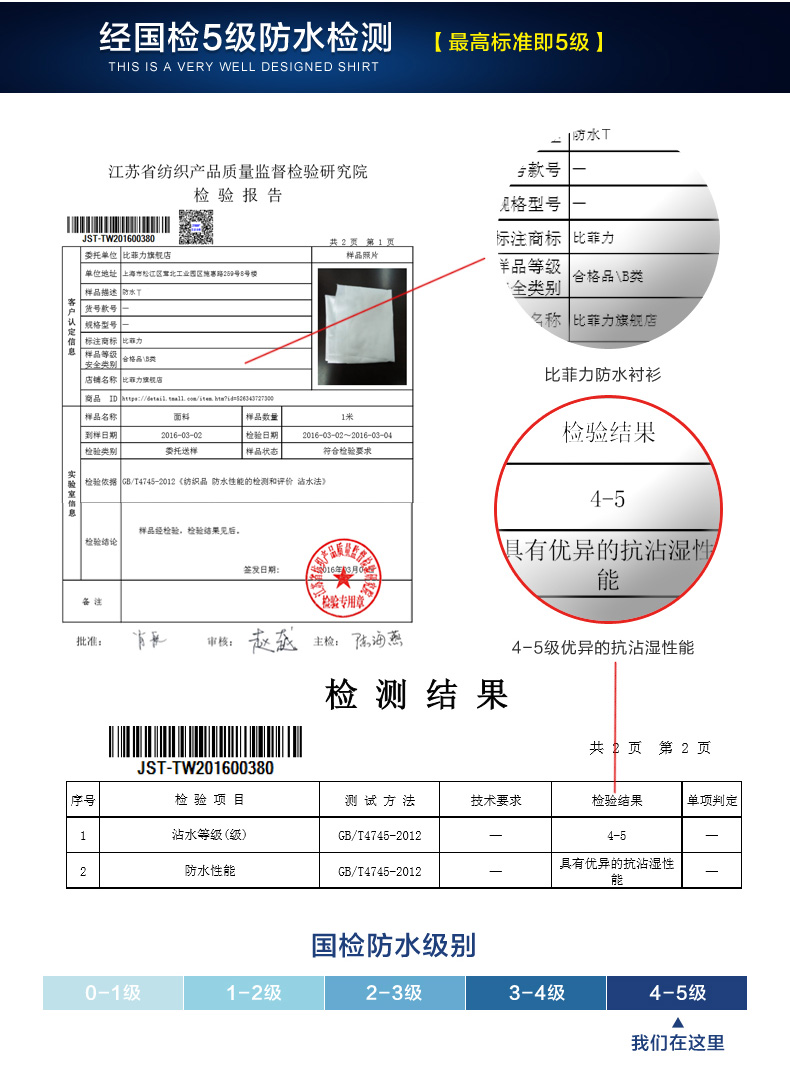 经国检5级防水检测 【 最高标准即5级 】
THIS IS A VERY WELL DESIGNED SHIRT
江苏省纺织产品质量监督检验研究院
检 验 报 告
JST-TW201600380
共 2 页 第 1 页
客户认定信息
委托单位 比菲力旗舰店 样品照片
单位地址 上海市松江区茸北工业园区施惠路259号8号楼
样品描述 防水T
货号款号 —
规格型号 —
标注商标 比菲力
样品等级
安全类别 合格品\B类
店铺名称 比菲力旗舰店
商品 ID https://detail.tmall.com/item.htm?id=526343727300
实验室信息
样品名称 面料 样品数量 1米
到样日期 2016-03-02 检验日期 2016-03-02~2016-03-04
检验类别 委托送样 样品状态 符合检验要求
检验依据 GB/T4745-2012《纺织品 防水性能的检测和评价 沾水法》
检验结论 样品经检验，检验结果见后。
签发日期：
检验专用章
备 注
批准： 审核： 主检：
防水T
款号 —
规格型号 —
标注商标 比菲力
样品等级
安全类别 合格品\B类
名称 比菲力旗舰店
比菲力防水衬衫
检验结果
4-5
具有优异的抗沾湿性
能
4-5级优异的抗沾湿性能
检 测 结 果
JST-TW201600380
共 2 页 第 2 页
序号 检 验 项 目 测 试 方 法 技术要求 检验结果 单项判定
1 沾水等级(级) GB/T4745-2012 — 4-5 —
2 防水性能 GB/T4745-2012 — 具有优异的抗沾湿性
能 —
国检防水级别
0-1级 1-2级 2-3级 3-4级 4-5级
我们在这里